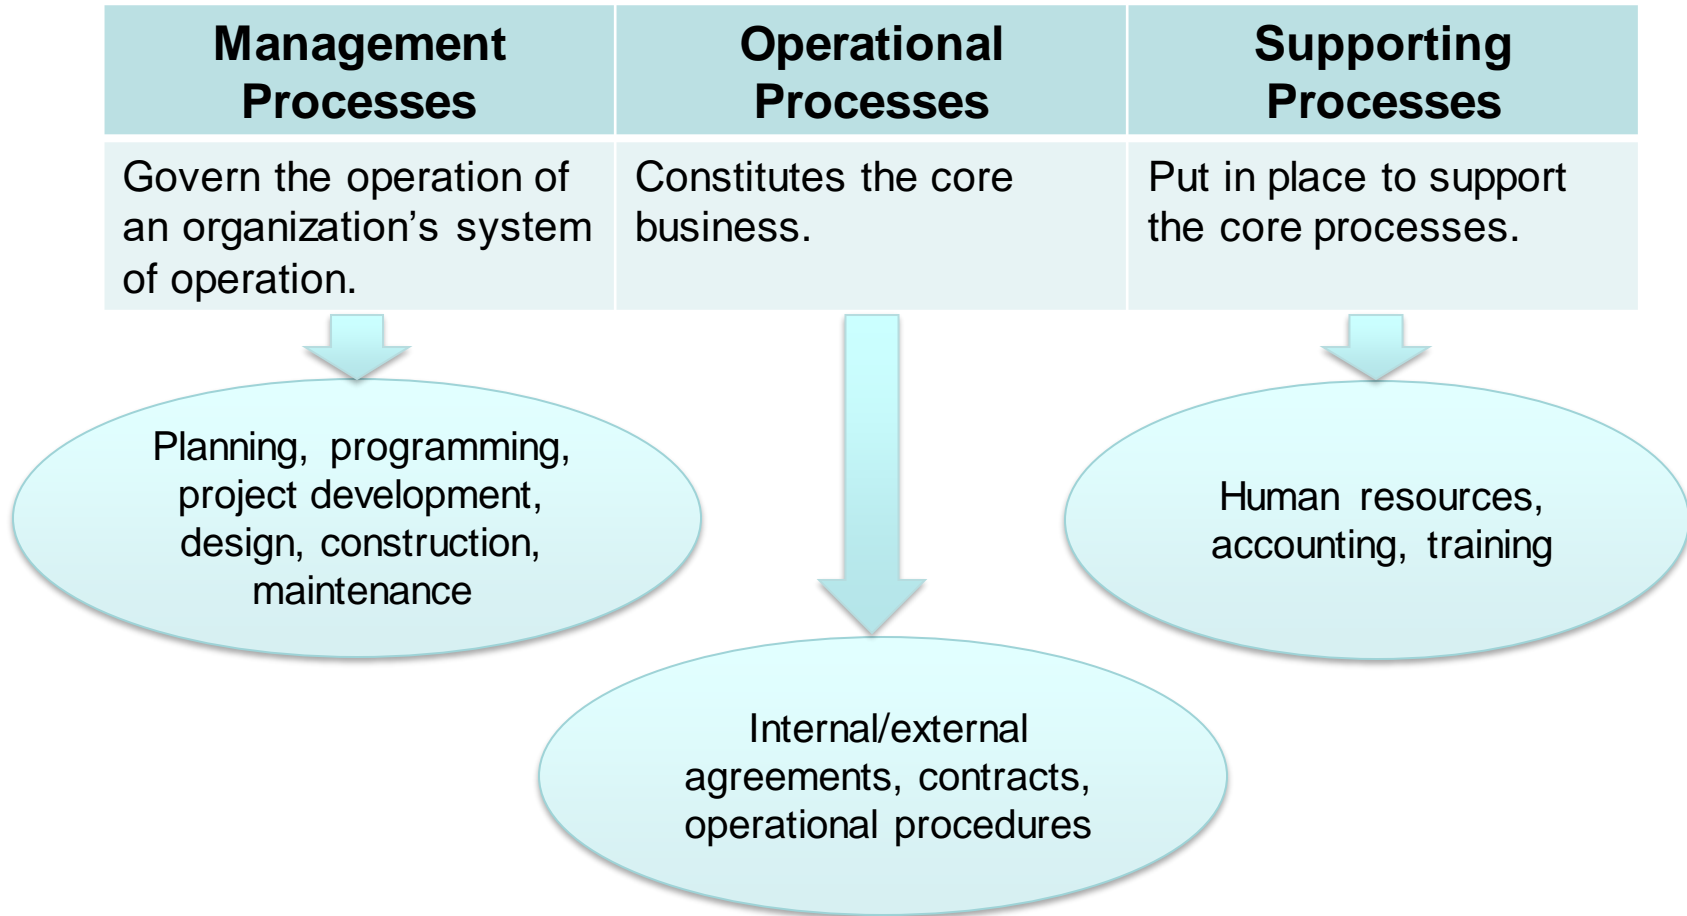 Management
Processes
Operational
Processes
Supporting
Processes
Govern the operation of
an organization’s system
of operation.
Constitutes the core
business.
Put in place to support
the core processes.
Planning, programming,
project development,
design, construction,
maintenance
Internal/external
agreements, contracts,
operational procedures
Human resources,
accounting, training